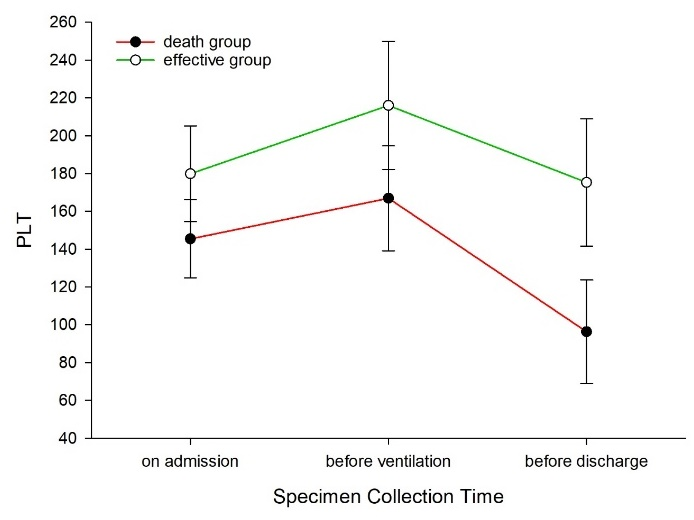 260
240
220
200
180
160
140
120
100
80
60
40
PLT
death group
effective group
on admission before ventilation before discharge
Specimen Collection Time